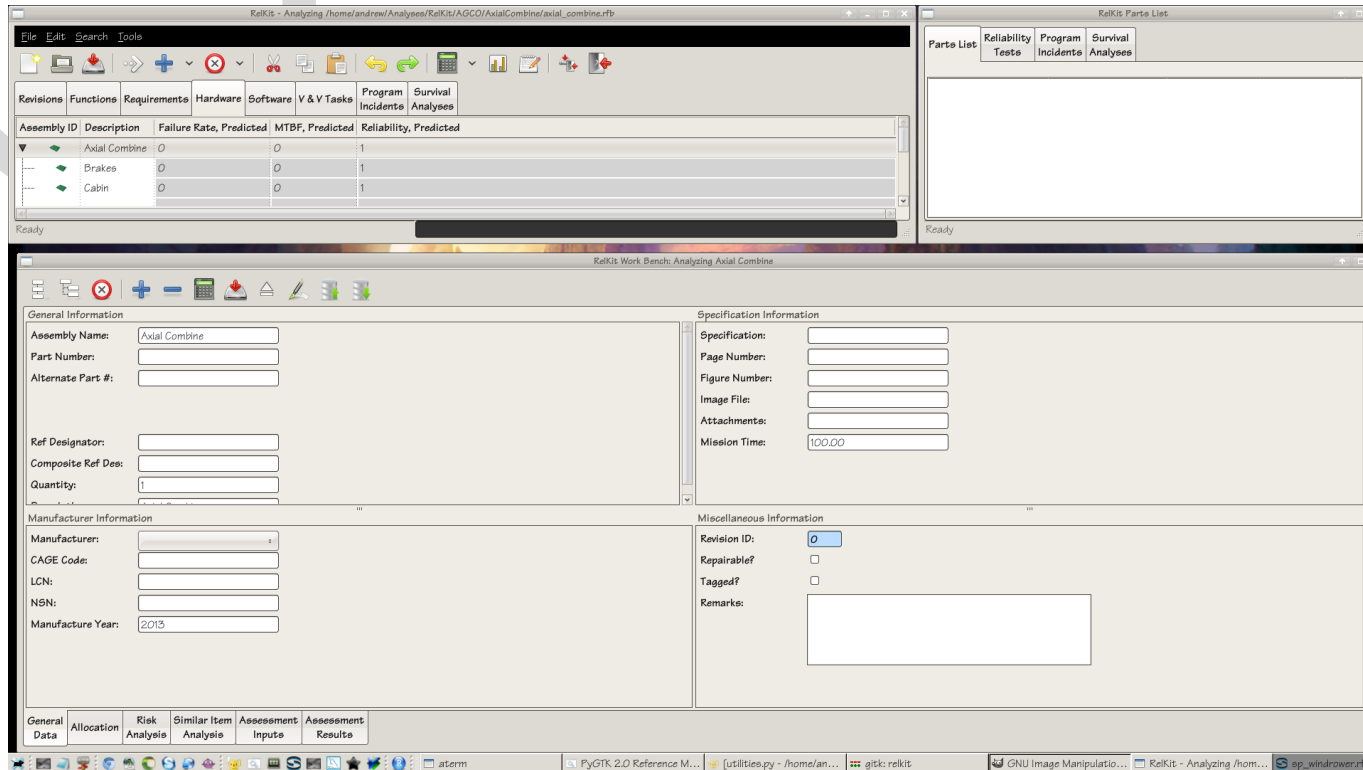 RelKit - Analyzing /home/andrew/Analyses/RelKit/AGCO/AxialCombine/axial_combine.rfb
File Edit Search Tools
Revisions Functions Requirements Hardware Software V & V Tasks Program Incidents Survival Analyses
Assembly ID Description Failure Rate, Predicted MTBF, Predicted Reliability, Predicted
Axial Combine 0 0 1
Brakes 0 0 1
Cabin 0 0 1
Ready
RelKit Parts List
Parts List Reliability Tests Program Incidents Survival Analyses
Ready
RelKit Work Bench: Analyzing Axial Combine
General Information
Assembly Name: Axial Combine
Part Number:
Alternate Part #:
Ref Designator:
Composite Ref Des:
Quantity: 1
Specification Information
Specification:
Page Number:
Figure Number:
Image File:
Attachments:
Mission Time: 100.00
Manufacturer Information
Manufacturer:
CAGE Code:
LCN:
NSN:
Manufacture Year: 2013
Miscellaneous Information
Revision ID: 0
Repairable?
Tagged?
Remarks:
General Data Allocation Risk Analysis Similar Item Analysis Assessment Inputs Assessment Results
aterm PyGTK 2.0 Reference M... [utilities.py - /home/an... gitk: relkit GNU Image Manipulatio... RelKit - Analyzing /hom...